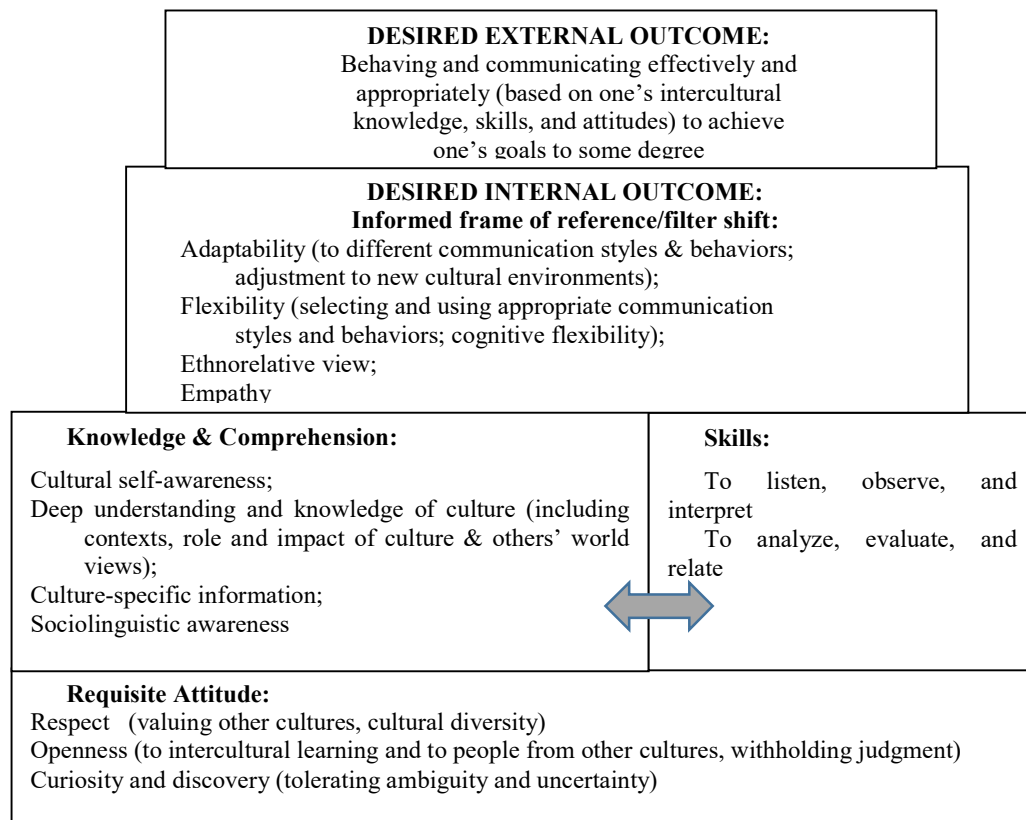 DESIRED EXTERNAL OUTCOME:
Behaving and communicating effectively and
appropriately (based on one’s intercultural
knowledge, skills, and attitudes) to achieve
one’s goals to some degree
DESIRED INTERNAL OUTCOME:
Informed frame of reference/filter shift:
Adaptability (to different communication styles & behaviors;
adjustment to new cultural environments);
Flexibility (selecting and using appropriate communication
styles and behaviors; cognitive flexibility);
Ethnorelative view;
Empathy
Knowledge & Comprehension:
Cultural self-awareness;
Deep understanding and knowledge of culture (including
contexts, role and impact of culture & others’ world
views);
Culture-specific information;
Sociolinguistic awareness
Skills:
To listen, observe, and
interpret
To analyze, evaluate, and
relate
Requisite Attitude:
Respect (valuing other cultures, cultural diversity)
Openness (to intercultural learning and to people from other cultures, withholding judgment)
Curiosity and discovery (tolerating ambiguity and uncertainty)